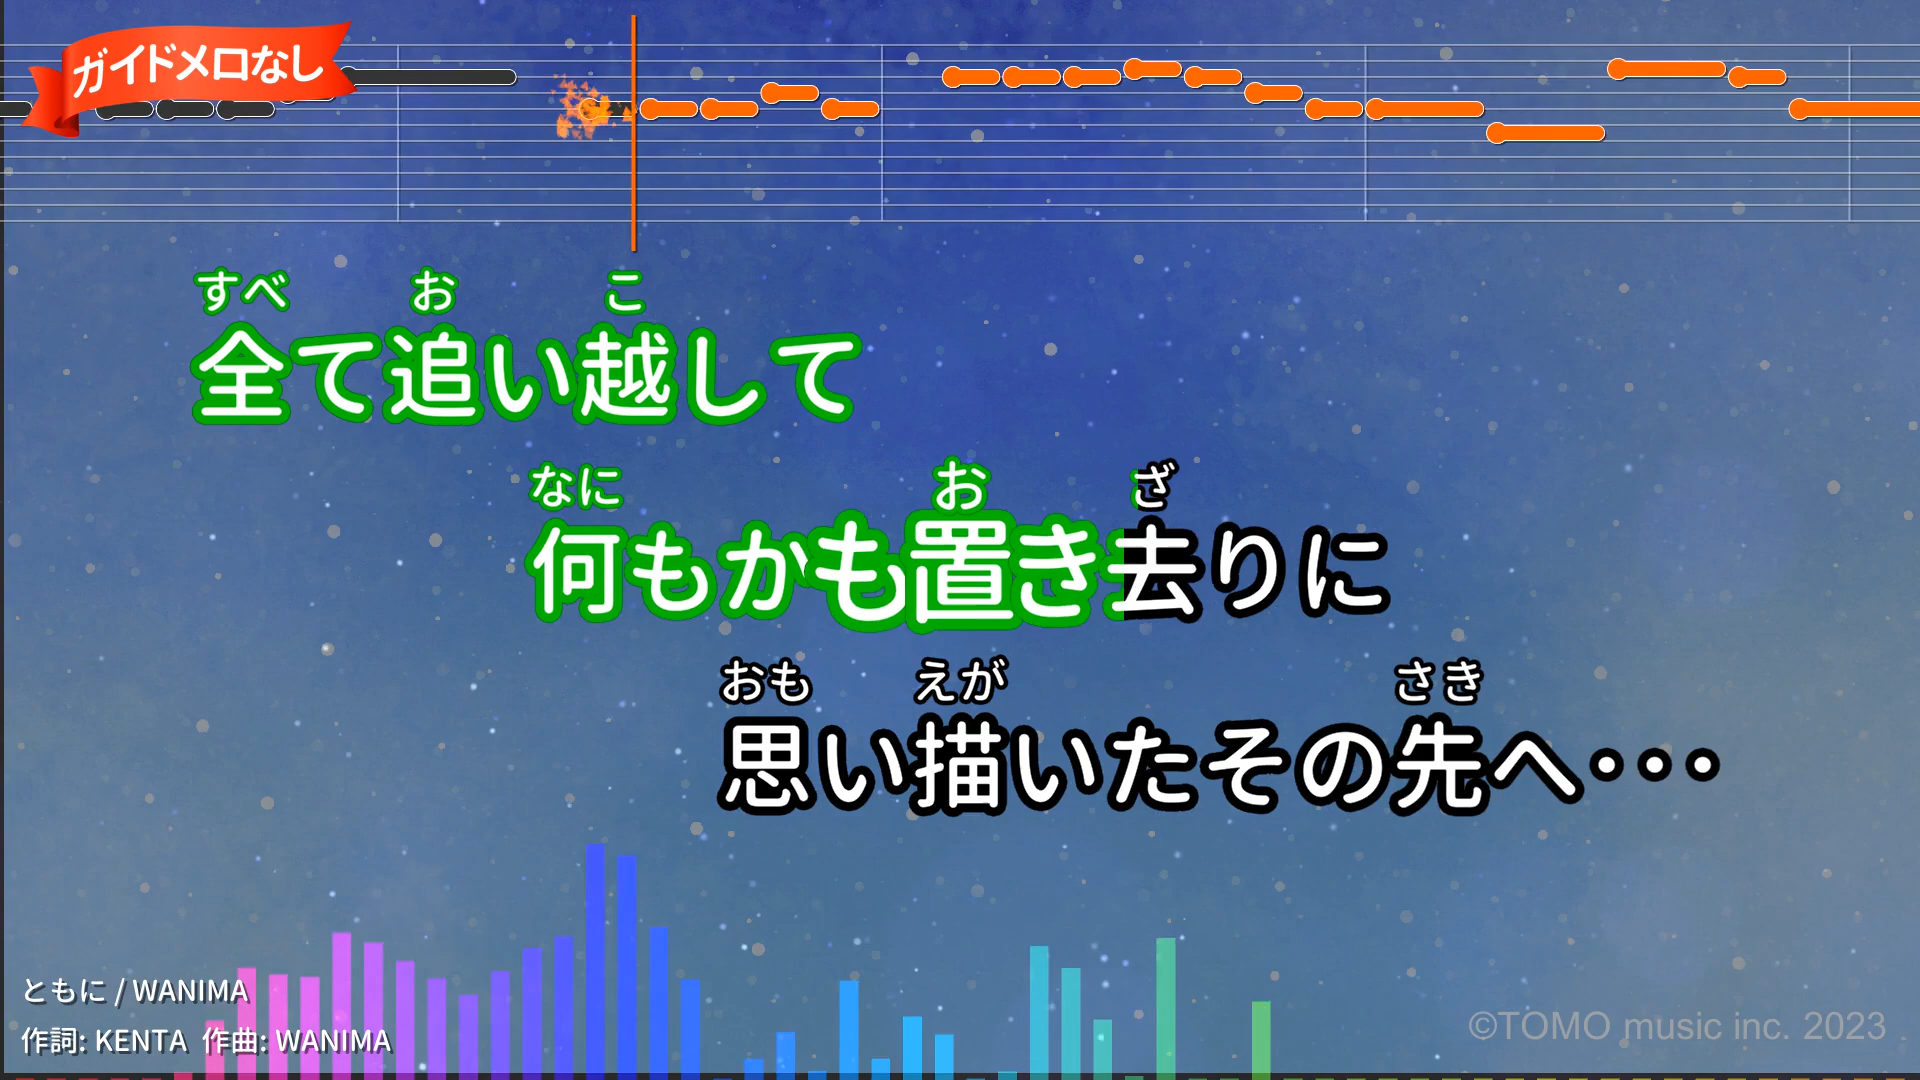 ガイドメロなし
すべ お こ
全て追い越して
なに お ざ
何もかも置き去りに
おも えが さき
思い描いたその先へ・・・
ともに / WANIMA
作詞: KENTA 作曲: WANIMA
©TOMO music inc. 2023